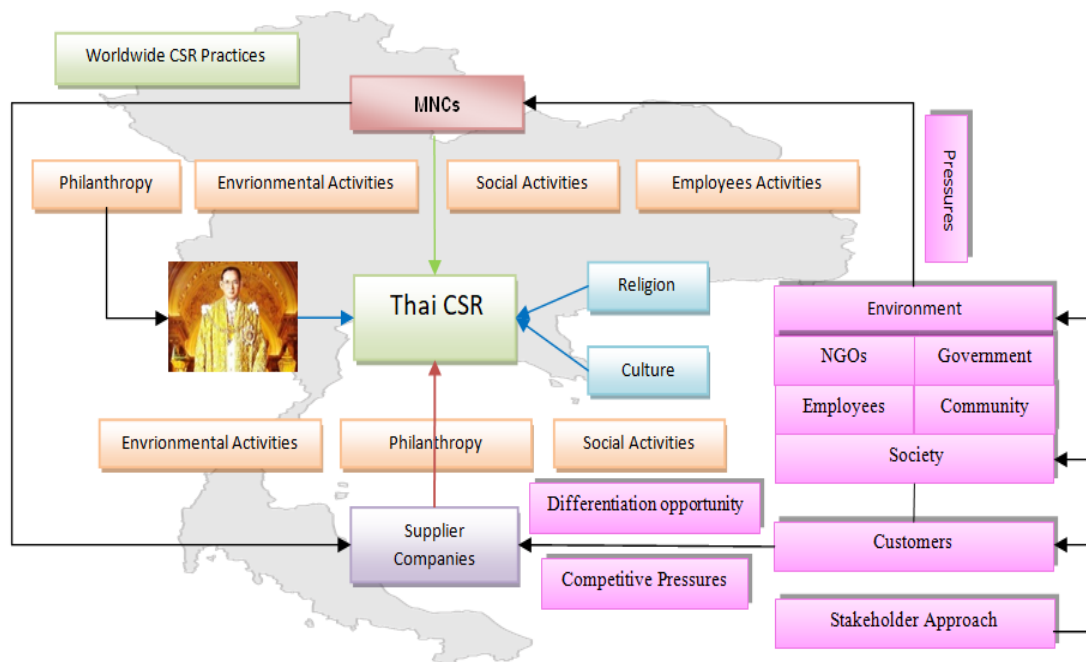 Worldwide CSR Practices
MNCs
Pressures
Philanthropy
Envrionmental Activities
Social Activities
Employees Activities
Thai CSR
Religion
Culture
Environment
NGOs
Government
Employees
Community
Society
Envrionmental Activities
Philanthropy
Social Activities
Differentiation opportunity
Supplier
Companies
Customers
Competitive Pressures
Stakeholder Approach